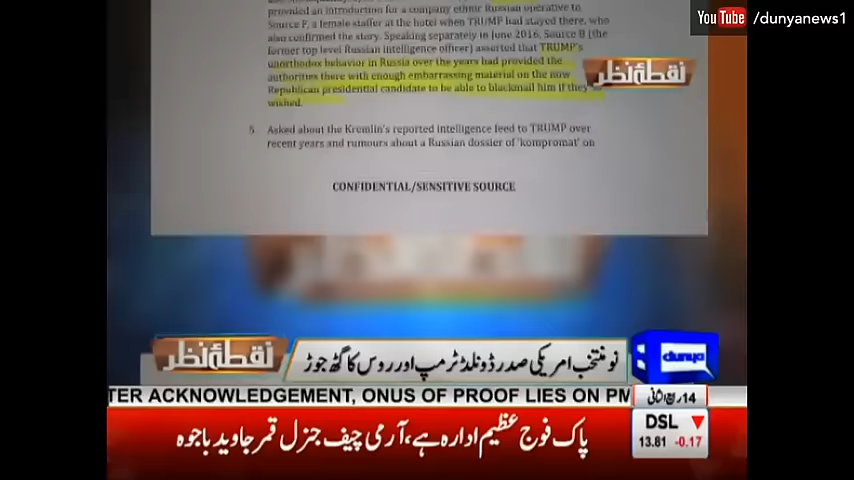 provided an introduction for a company ethnic Russian operative to
Source F, a female staffer at the hotel when TRUMP had stayed there, who
also confirmed the story. Speaking separately in June 2016, Source B (the
former top level Russian intelligence officer) asserted that TRUMP's
unorthodox behavior in Russia over the years had provided the
authorities there with enough embarrassing material on the now
Republican presidential candidate to be able to blackmail him if they
wished.
5. Asked about the Kremlin's reported intelligence feed to TRUMP over
recent years and rumours about a Russian dossier of 'kompromat' on
CONFIDENTIAL/SENSITIVE SOURCE
YouTube /dunyanews1
نقطۂ نظر
نقطۂ نظر
نو منتخب امریکی صدر ڈونلڈ ٹرمپ اور روس کا گٹھ جوڑ
dunya
TER ACKNOWLEDGEMENT, ONUS OF PROOF LIES ON PM
14 ربیع الثانی
پاک فوج عظیم ادارہ ہے، آرمی چیف جنرل قمر جاوید باجوہ
DSL
13.81 -0.17